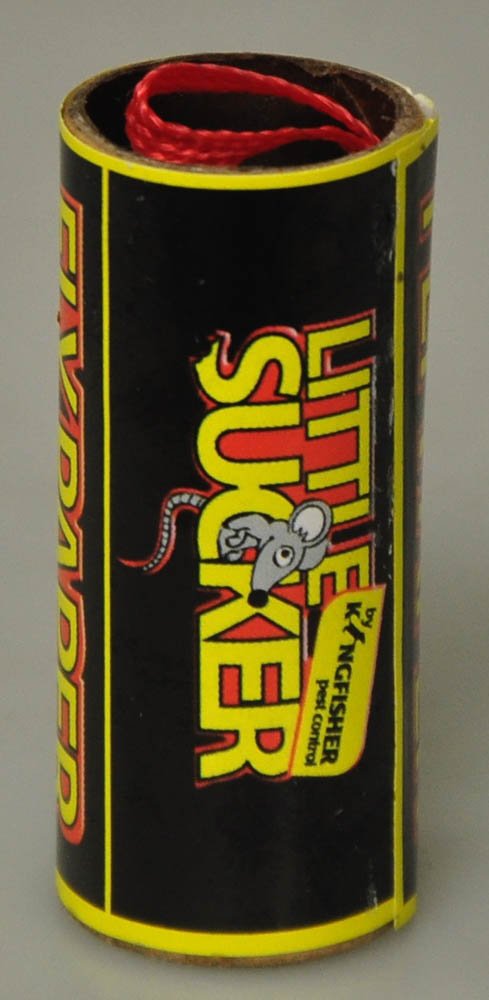 LITTLE
SUCKER
by
KINGFISHER
pest control
FLYPAPER